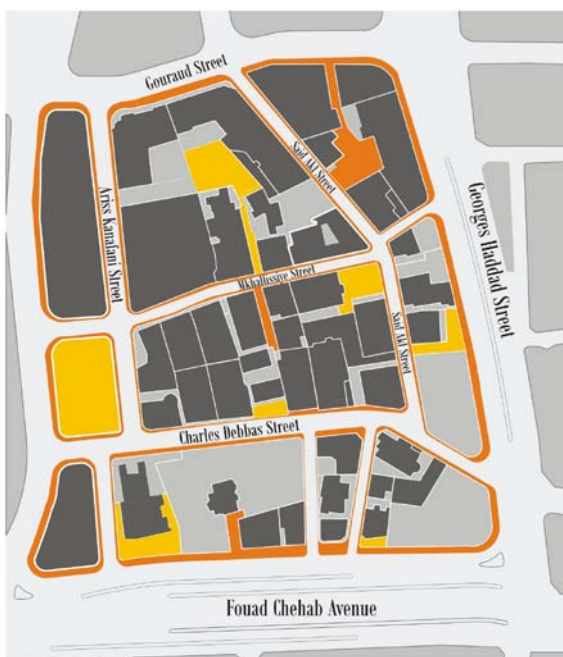 Gouraud Street
Said Akl Street
Ariss Kanafani Street
Georges Haddad Street
Mkhallissiye Street
Said Akl Street
Charles Debbas Street
Fouad Chehab Avenue